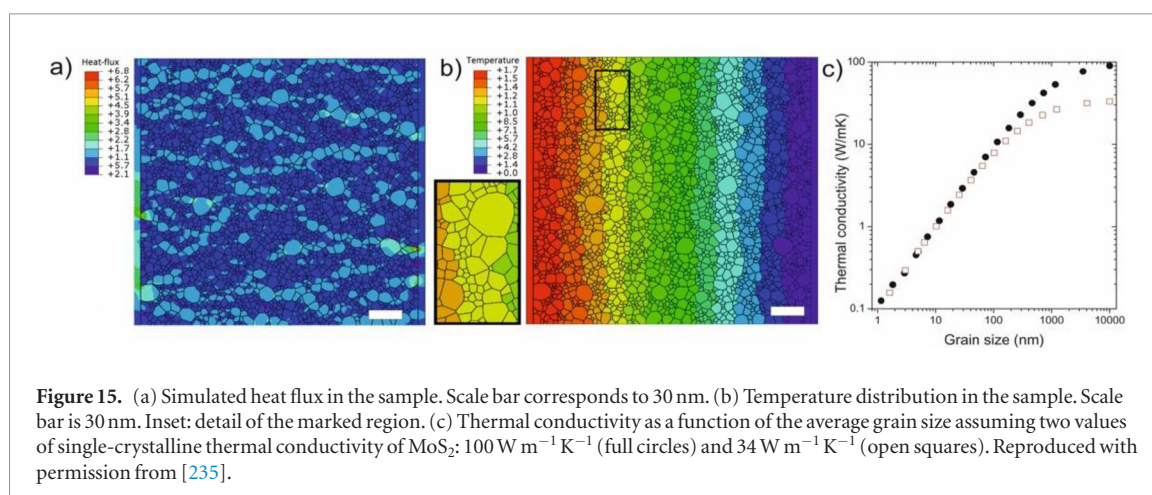 a)
Heat-flux
+6.8
+6.2
+5.7
+5.1
+4.5
+3.9
+3.4
+2.8
+2.2
+1.7
+1.1
+5.7
+2.1
b)
Temperature
+1.7
+1.5
+1.4
+1.2
+1.1
+1.0
+8.5
+7.1
+5.7
+4.2
+2.8
+1.4
+0.0
c)
Thermal conductivity (W/mK)
100
10
1
0.1
1 10 100 1000 10000
Grain size (nm)
Figure 15. (a) Simulated heat flux in the sample. Scale bar corresponds to 30 nm. (b) Temperature distribution in the sample. Scale
bar is 30 nm. Inset: detail of the marked region. (c) Thermal conductivity as a function of the average grain size assuming two values
of single-crystalline thermal conductivity of MoS₂: 100 W m⁻¹ K⁻¹ (full circles) and 34 W m⁻¹ K⁻¹ (open squares). Reproduced with
permission from [235].